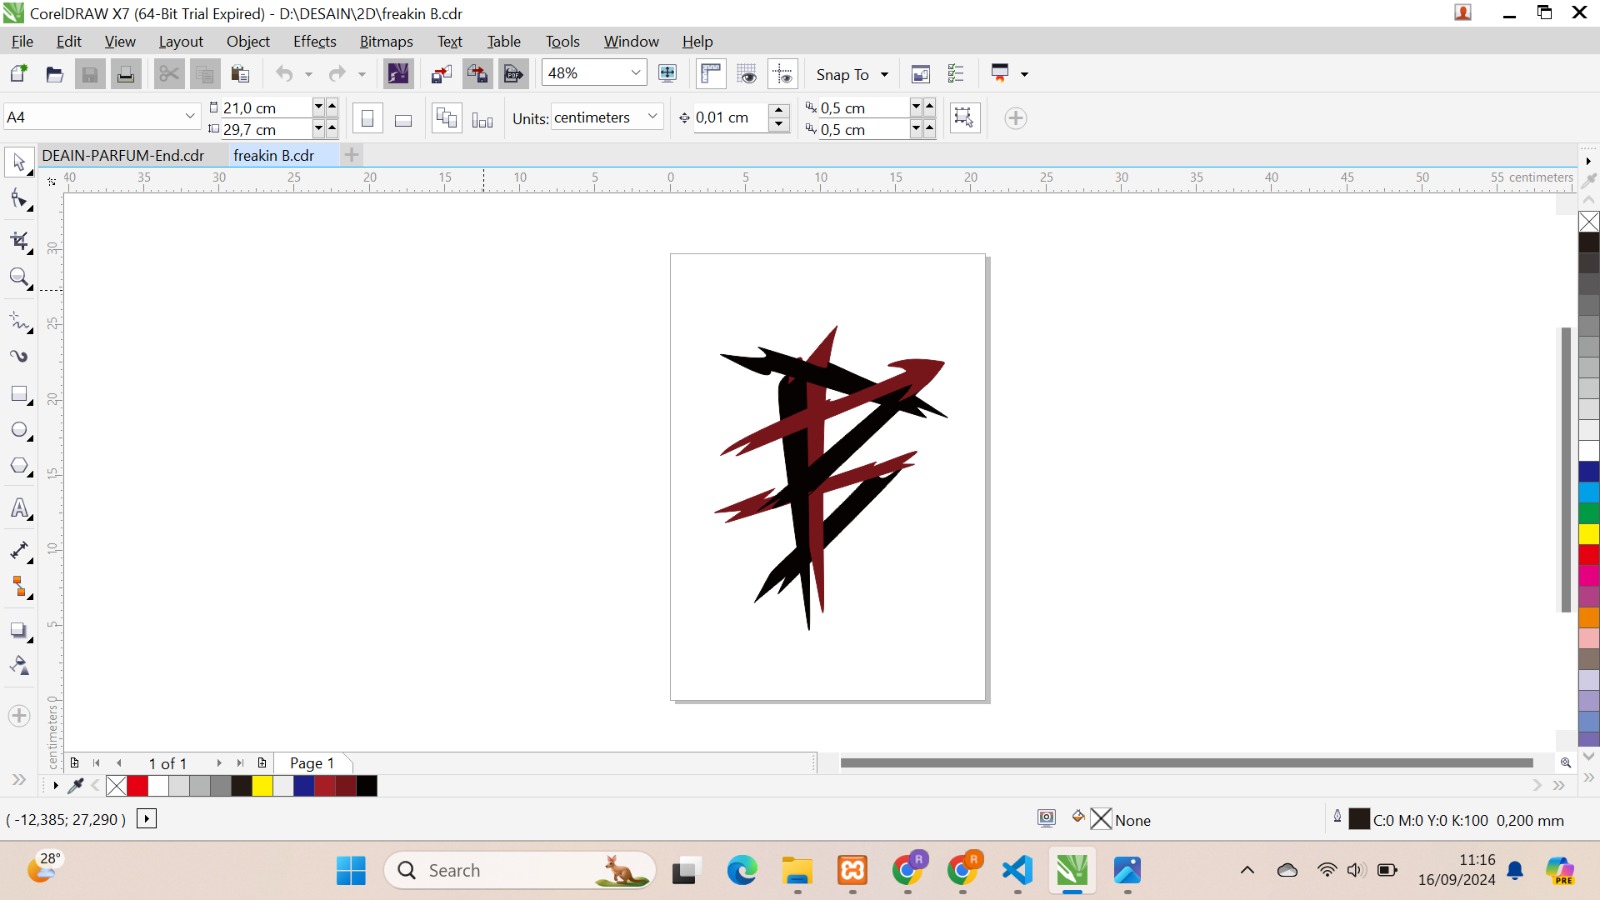 CorelDRAW X7 (64-Bit Trial Expired) - D:\DESAIN\2D\freakin B.cdr
File Edit View Layout Object Effects Bitmaps Text Table Tools Window Help
PDF 48% Snap To
A4 21,0 cm 29,7 cm Units: centimeters 0,01 cm 0,5 cm 0,5 cm
DEAIN-PARFUM-End.cdr freakin B.cdr
40 35 30 25 20 15 10 5 0 5 10 15 20 25 30 35 40 45 50 55 centimeters
30
25
20
15
10
5
0
centimeters
1 of 1 Page 1
( -12,385; 27,290 ) None C:0 M:0 Y:0 K:100 0,200 mm
28° Search R R 11:16
16/09/2024 PRE